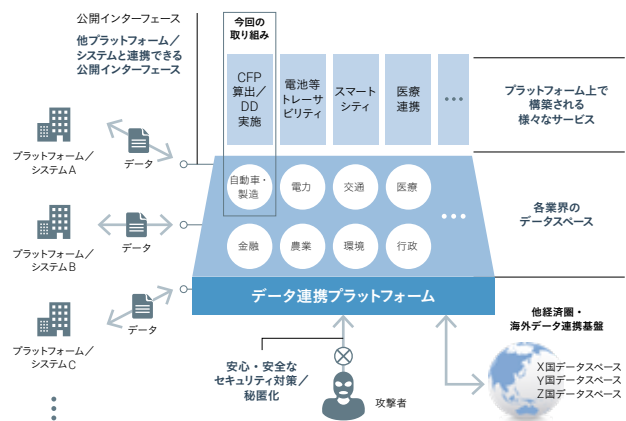 公開インターフェース
他プラットフォーム／
システムと連携できる
公開インターフェース
今回の
取り組み
CFP
算出／
DD
実施
電池等
トレーサ
ビリティ
スマート
シティ
医療
連携
・・・
プラットフォーム上で
構築される
様々なサービス
プラットフォーム／
システムA
データ
自動車・
製造
電力
交通
医療
・・・
各業界の
データスペース
プラットフォーム／
システムB
データ
金融
農業
環境
行政
データ連携プラットフォーム
プラットフォーム／
システムC
データ
他経済圏・
海外データ連携基盤
安心・安全な
セキュリティ対策／
秘匿化
攻撃者
X国データスペース
Y国データスペース
Z国データスペース